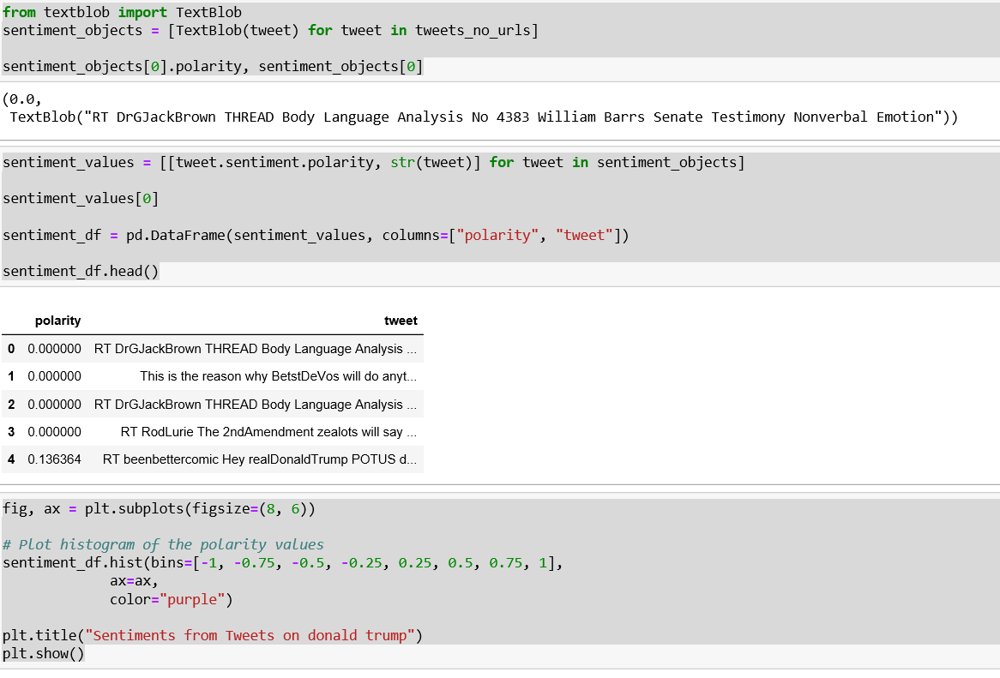 from textblob import TextBlob
sentiment_objects = [TextBlob(tweet) for tweet in tweets_no_urls]
sentiment_objects[0].polarity, sentiment_objects[0]
(0.0,
 TextBlob("RT DrGJackBrown THREAD Body Language Analysis No 4383 William Barrs Senate Testimony Nonverbal Emotion"))
sentiment_values = [[tweet.sentiment.polarity, str(tweet)] for tweet in sentiment_objects]
sentiment_values[0]
sentiment_df = pd.DataFrame(sentiment_values, columns=["polarity", "tweet"])
sentiment_df.head()
polarity tweet
0 0.000000 RT DrGJackBrown THREAD Body Language Analysis ...
1 0.000000 This is the reason why BetstDeVos will do anyt...
2 0.000000 RT DrGJackBrown THREAD Body Language Analysis ...
3 0.000000 RT RodLurie The 2ndAmendment zealots will say ...
4 0.136364 RT beenbettercomic Hey realDonaldTrump POTUS d...
fig, ax = plt.subplots(figsize=(8, 6))
# Plot histogram of the polarity values
sentiment_df.hist(bins=[-1, -0.75, -0.5, -0.25, 0.25, 0.5, 0.75, 1],
             ax=ax,
             color="purple")
plt.title("Sentiments from Tweets on donald trump")
plt.show()